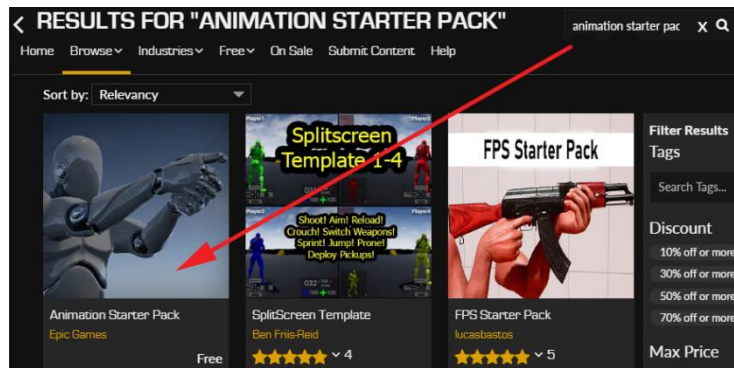 < RESULTS FOR "ANIMATION STARTER PACK"
animation starter pac X
Home Browse Industries Free On Sale Submit Content Help
Sort by: Relevancy
Player1
Player2
Splitscreen
Template 1-4
Player3
Player4
Shoot! Aim! Reload!
Crouch! Switch Weapons!
Sprint! Jump! Prone!
Deploy Pickups!
FPS Starter Pack
Animation Starter Pack
Epic Games
Free
SplitScreen Template
Ben Friis-Reid
4
FPS Starter Pack
lucasbastos
5
Filter Results
Tags
Search Tags...
Discount
10% off or more
30% off or more
50% off or more
70% off or more
Max Price